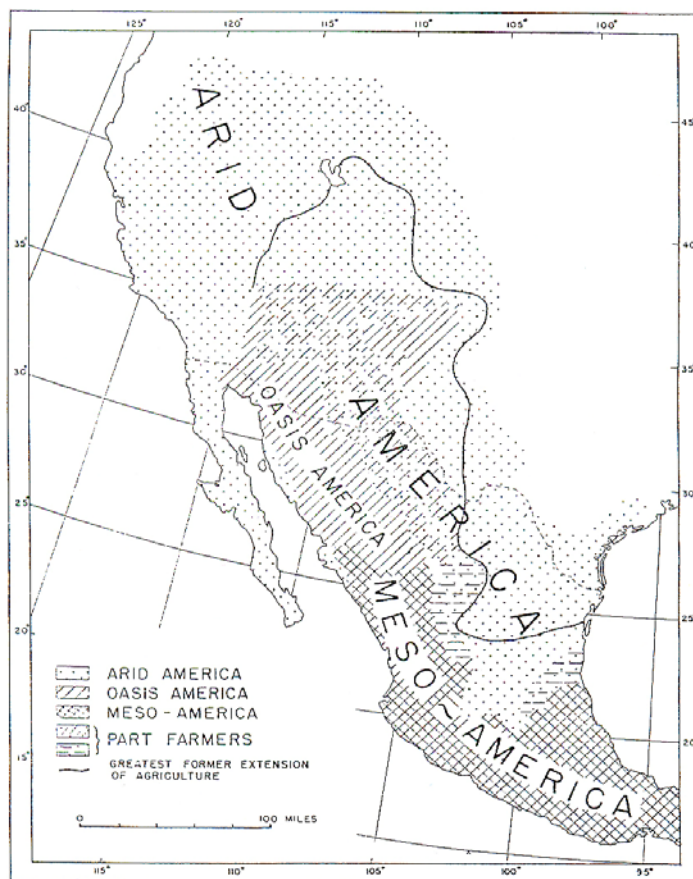 125° 120° 115° 110° 105° 100°
40°
45°
35°
40°
30°
35°
25°
30°
20°
25°
15°
20°
ARID AMERICA
OASIS AMERICA
MESO~AMERICA
ARID AMERICA
OASIS AMERICA
MESO-AMERICA
PART FARMERS
GREATEST FORMER EXTENSION
OF AGRICULTURE
0 100 MILES
115° 110° 105° 100° 95°